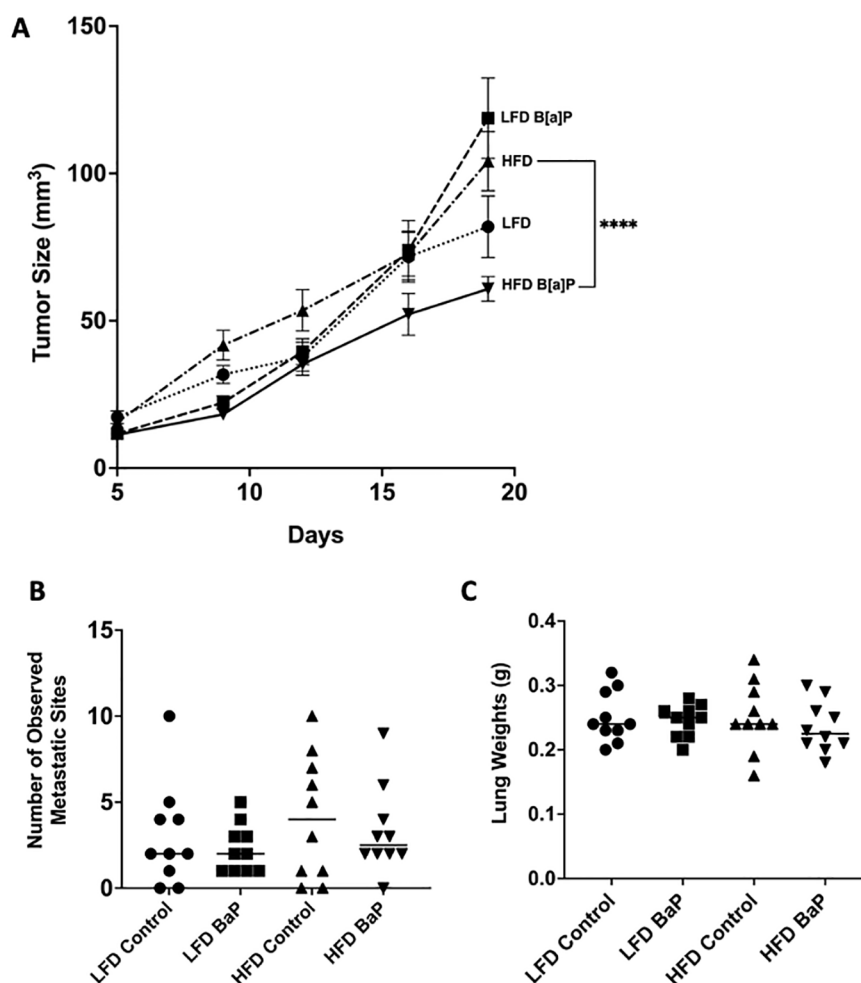 A
150
100
50
0
Tumor Size (mm³)
5
10
15
20
Days
LFD B[a]P
HFD
LFD
HFD B[a]P
****
B
15
10
5
0
Number of Observed
Metastatic Sites
LFD Control
LFD BaP
HFD Control
HFD BaP
C
0.4
0.3
0.2
0.1
0.0
Lung Weights (g)
LFD Control
LFD BaP
HFD Control
HFD BaP